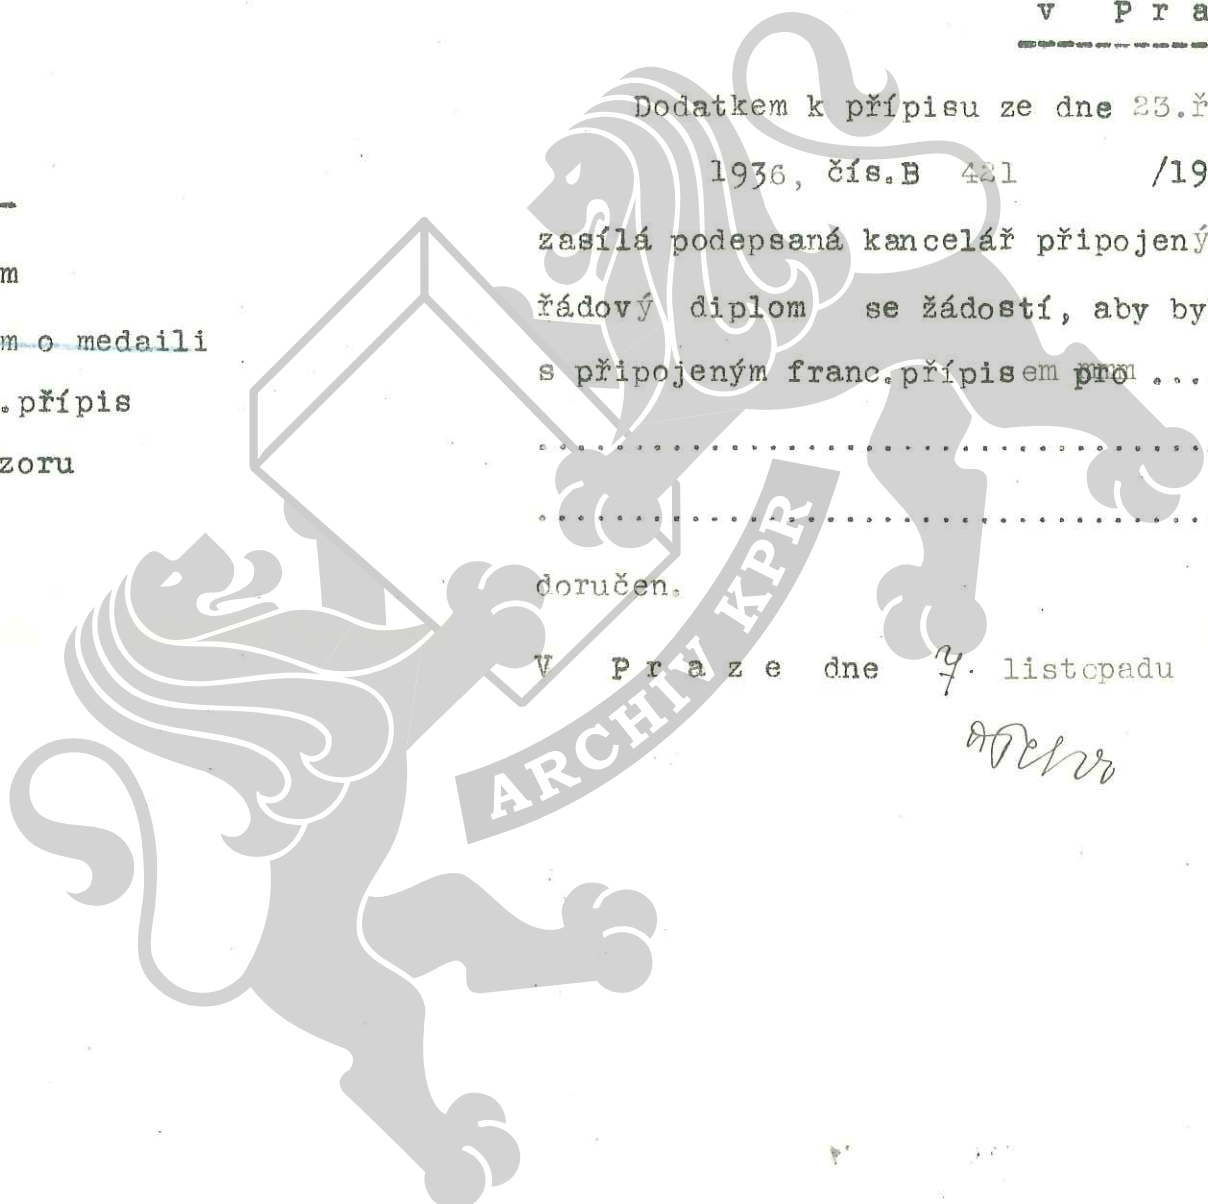 v Pra
Dodatkem k přípisu ze dne 23.ř
1936, čís.B 421 /19
zasílá podepsaná kancelář připojený
řádový diplom se žádostí, aby by
s připojeným franc.přípisem pro ...
..........................................
..........................................
doručen.
V Praze dne 7. listopadu
m
m o medaili
.přípis
zoru
ARCHIV KPR